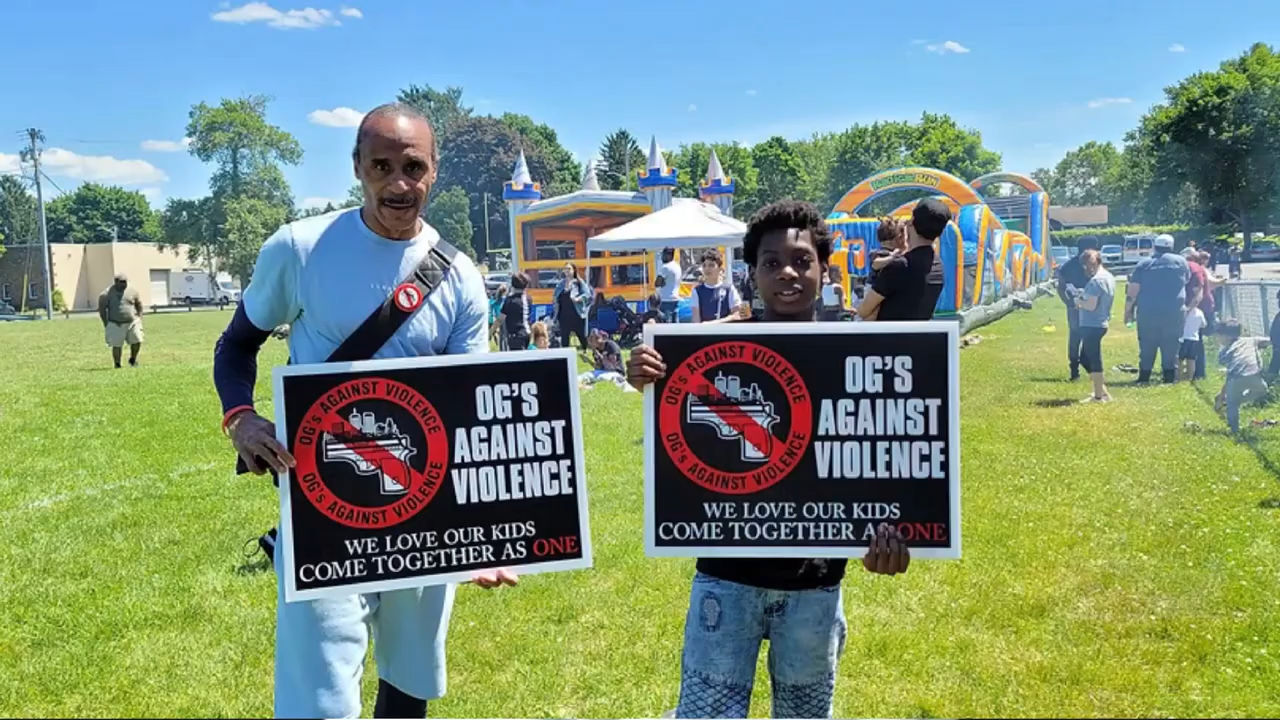 OG'S AGAINST VIOLENCE
OG'S AGAINST VIOLENCE
OG'S
AGAINST
VIOLENCE
WE LOVE OUR KIDS
COME TOGETHER AS ONE
OG'S AGAINST VIOLENCE
OG'S AGAINST VIOLENCE
OG'S
AGAINST
VIOLENCE
WE LOVE OUR KIDS
COME TOGETHER AS ONE